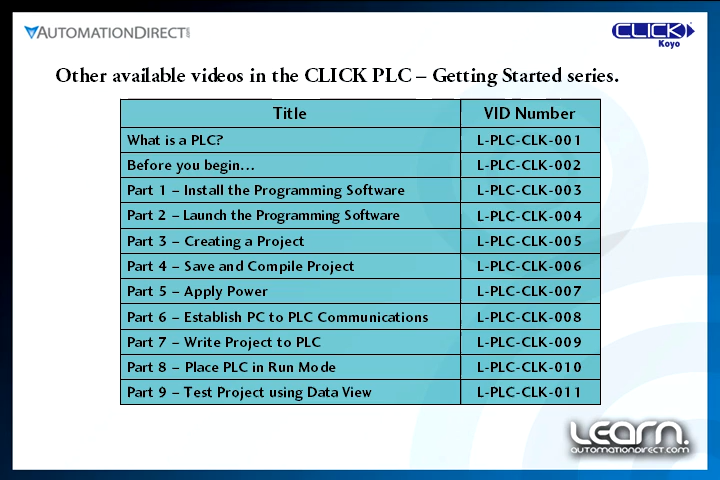 AUTOMATIONDIRECT.COM
CLICK
Koyo
Other available videos in the CLICK PLC – Getting Started series.
Title VID Number
What is a PLC? L-PLC-CLK-001
Before you begin... L-PLC-CLK-002
Part 1 – Install the Programming Software L-PLC-CLK-003
Part 2 – Launch the Programming Software L-PLC-CLK-004
Part 3 – Creating a Project L-PLC-CLK-005
Part 4 – Save and Compile Project L-PLC-CLK-006
Part 5 – Apply Power L-PLC-CLK-007
Part 6 – Establish PC to PLC Communications L-PLC-CLK-008
Part 7 – Write Project to PLC L-PLC-CLK-009
Part 8 – Place PLC in Run Mode L-PLC-CLK-010
Part 9 – Test Project using Data View L-PLC-CLK-011
LEARN.
AUTOMATIONDIRECT.COM